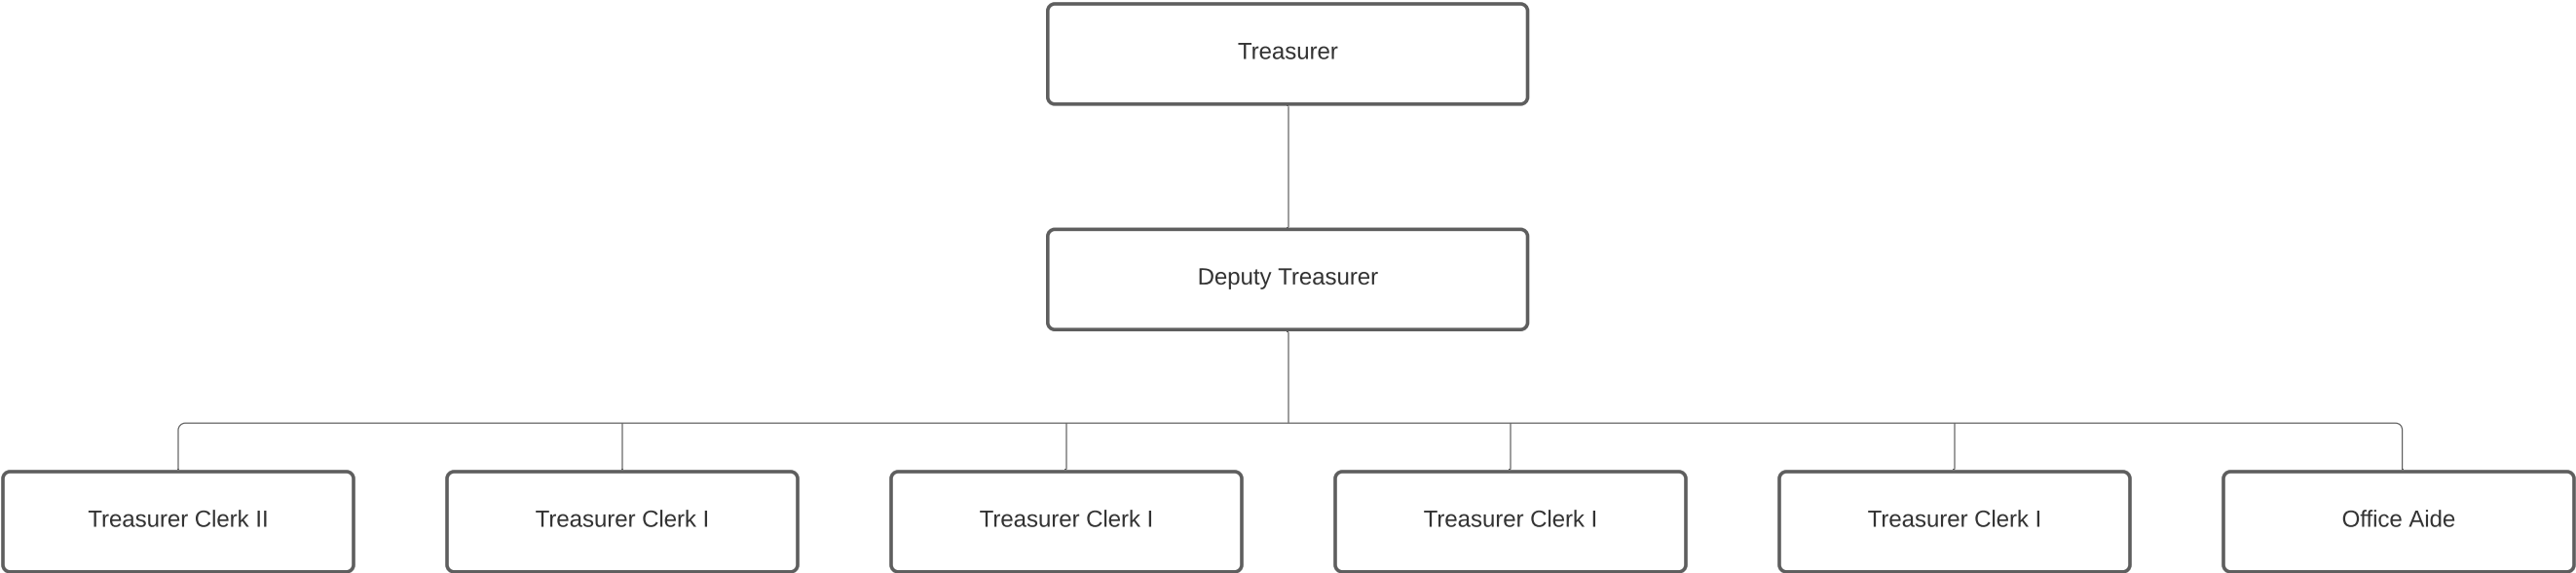 Treasurer
Deputy Treasurer
Treasurer Clerk II
Treasurer Clerk I
Treasurer Clerk I
Treasurer Clerk I
Treasurer Clerk I
Office Aide